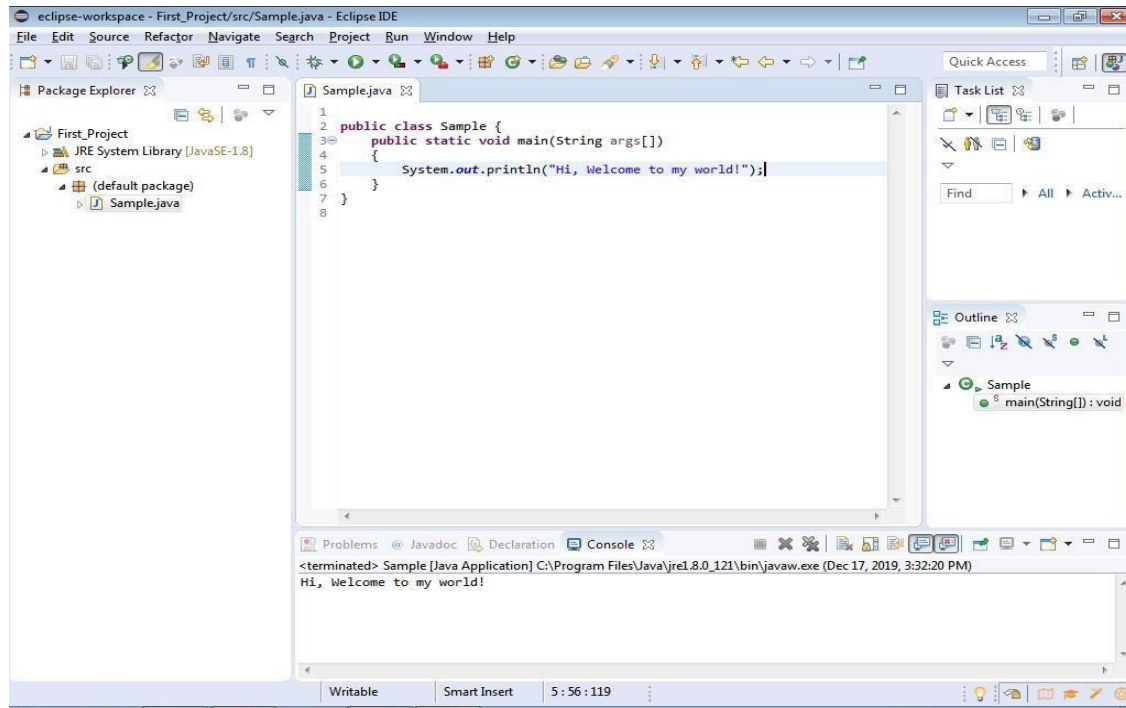 eclipse-workspace - First_Project/src/Sample.java - Eclipse IDE
File Edit Source Refactor Navigate Search Project Run Window Help
Quick Access
Package Explorer
First_Project
JRE System Library [JavaSE-1.8]
src
(default package)
Sample.java
Sample.java
1
2 public class Sample {
3 public static void main(String args[])
4 {
5 System.out.println("Hi, Welcome to my world!");
6 }
7 }
8
Task List
Find All Activ...
Outline
Sample
main(String[]) : void
Problems @ Javadoc Declaration Console
<terminated> Sample [Java Application] C:\Program Files\Java\jre1.8.0_121\bin\javaw.exe (Dec 17, 2019, 3:32:20 PM)
Hi, Welcome to my world!
Writable Smart Insert 5 : 56 : 119